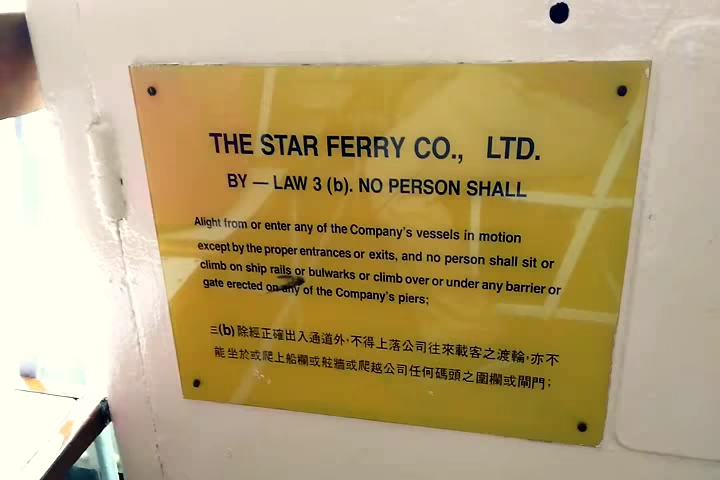 THE STAR FERRY CO., LTD.
BY — LAW 3 (b). NO PERSON SHALL
Alight from or enter any of the Company's vessels in motion
except by the proper entrances or exits, and no person shall sit or
climb on ship rails or bulwarks or climb over or under any barrier or
gate erected on any of the Company's piers;
三(b) 除經正確出入通道外,不得上落公司往來載客之渡輪,亦不
能坐於或爬上船欄或舷牆或爬越公司任何碼頭之圍欄或閘門;